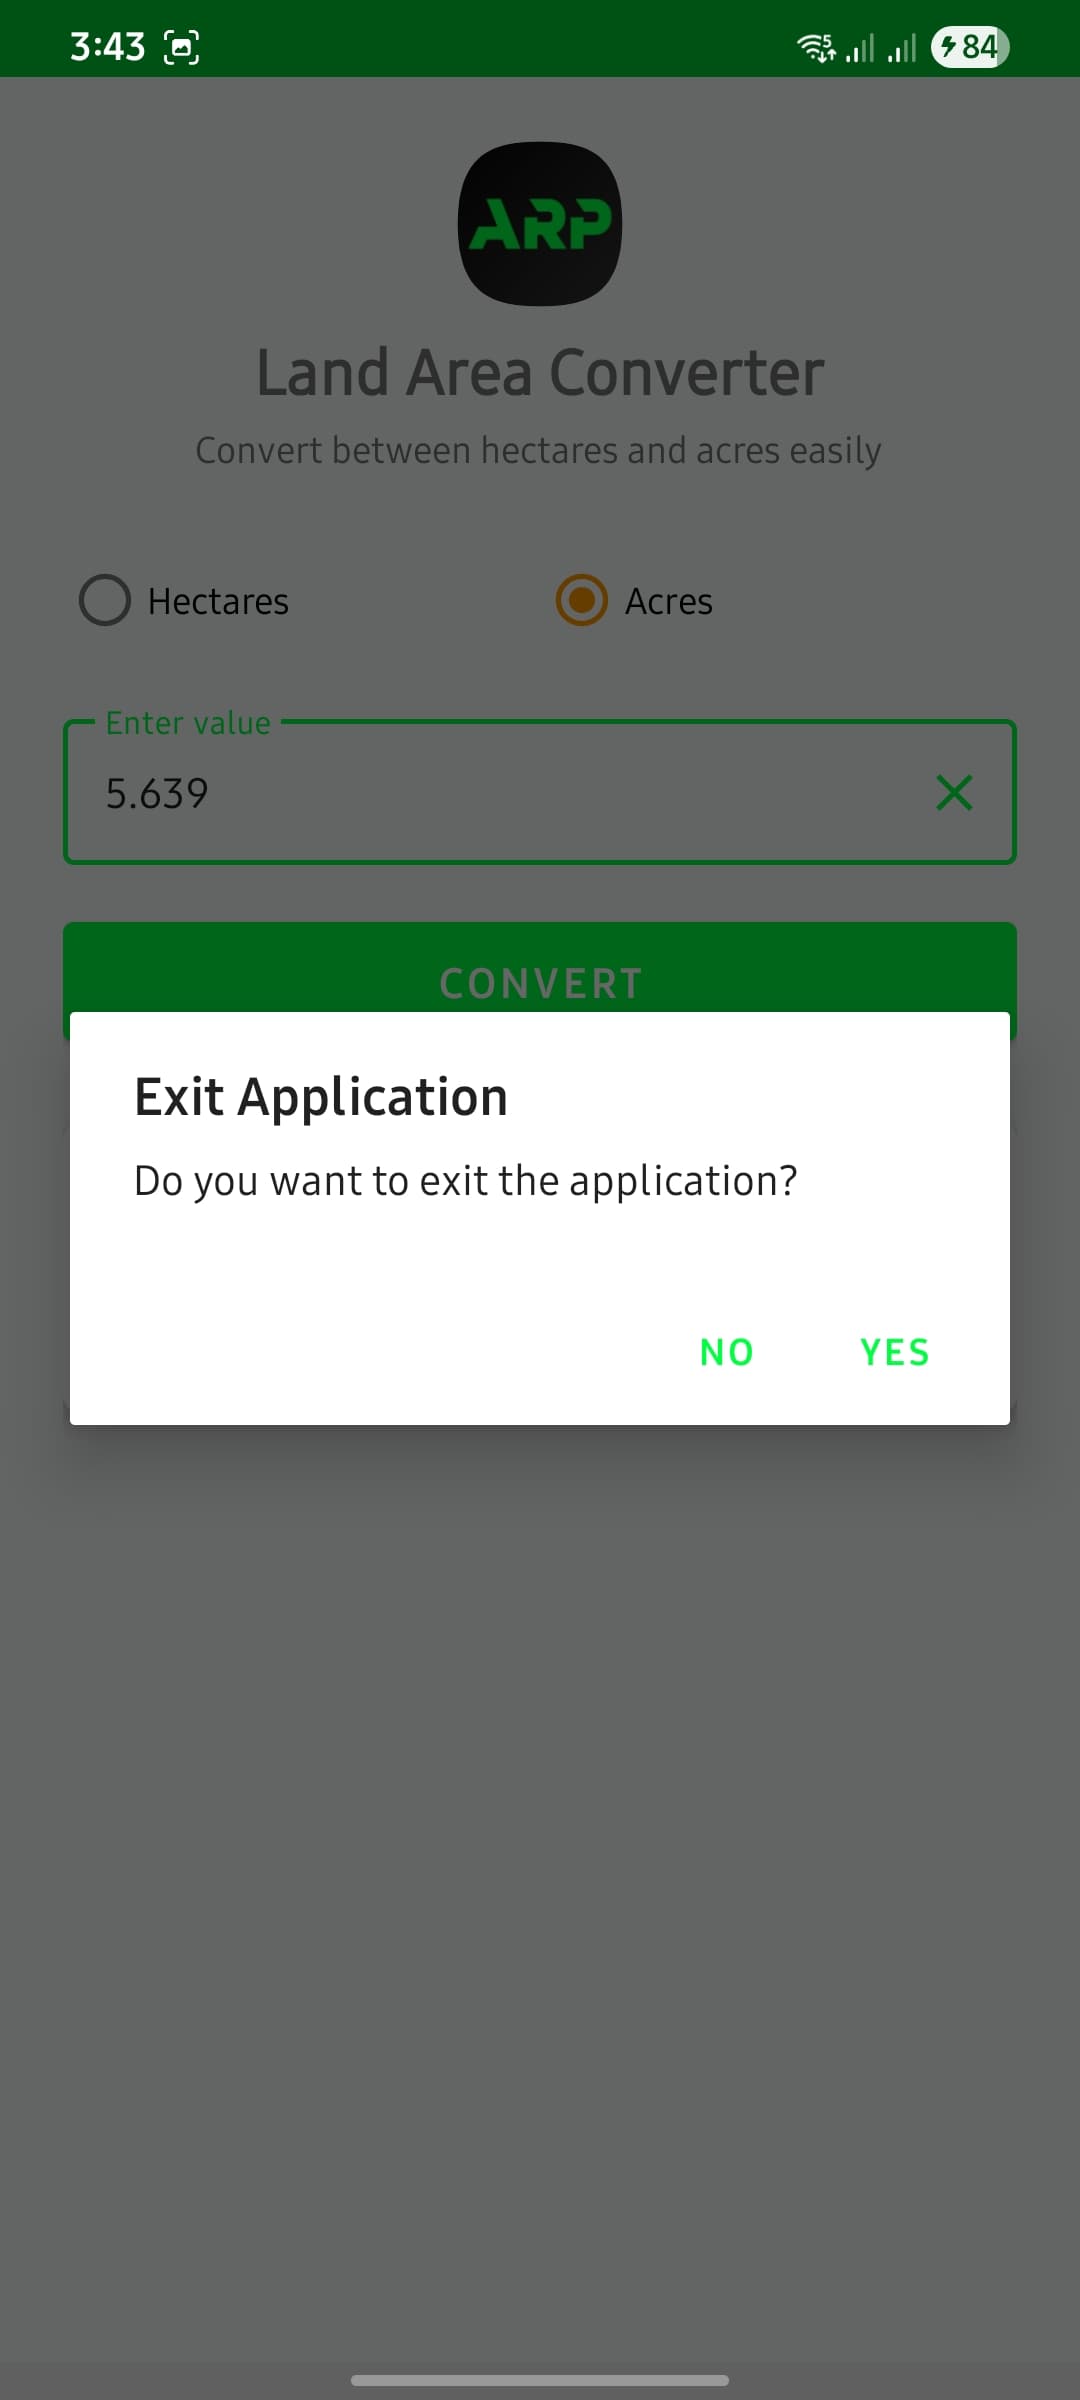 3:43
5
84
ARP
Land Area Converter
Convert between hectares and acres easily
Hectares
Acres
Enter value
5.639
CONVERT
Exit Application
Do you want to exit the application?
NO
YES